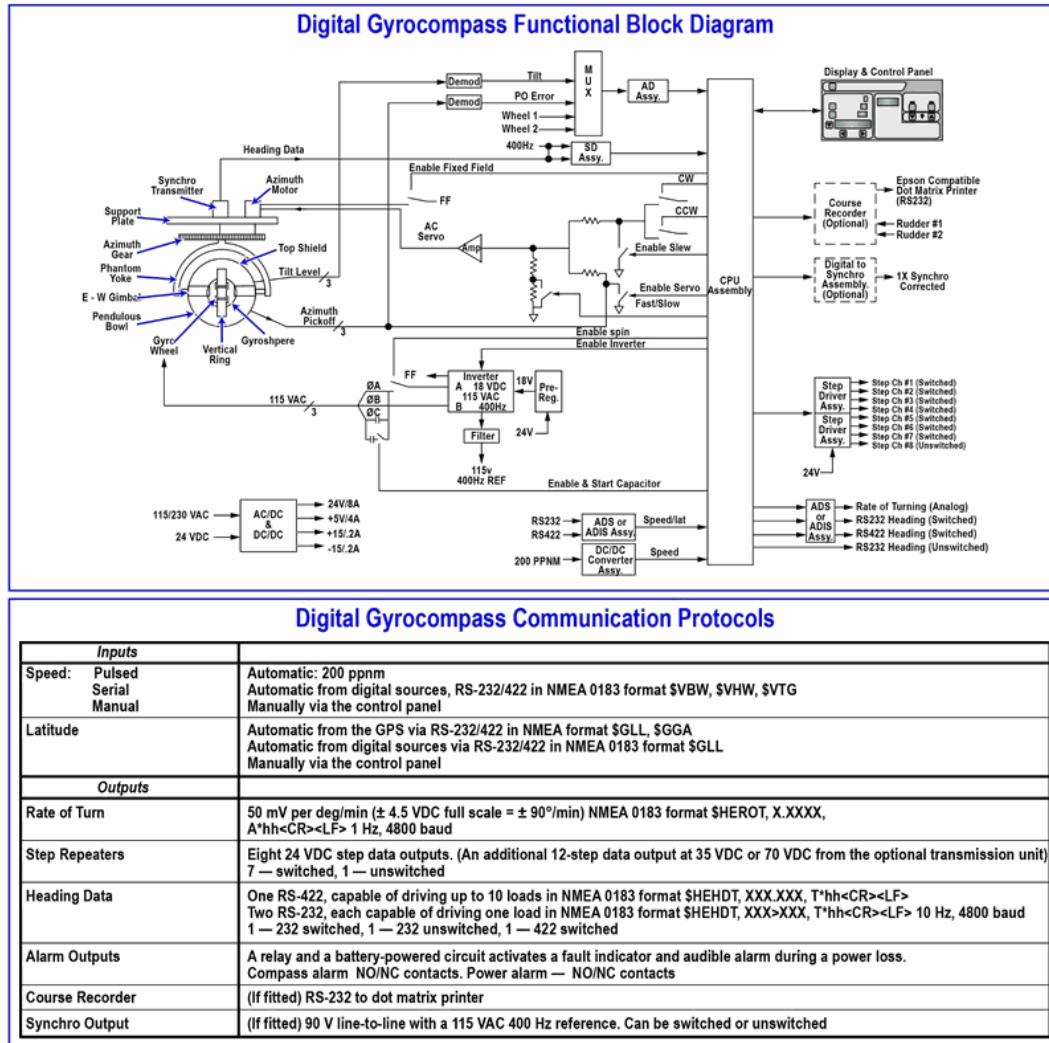 Digital Gyrocompass Functional Block Diagram
Demod
Tilt
M
U
X
AD
Assy.
Display & Control Panel
Demod
PO Error
Wheel 1
Wheel 2
400Hz
SD
Assy.
Heading Data
Enable Fixed Field
Synchro
Transmitter
Azimuth
Motor
FF
CW
CCW
Support
Plate
AC
Servo
Amp
Enable Slew
Azimuth
Gear
Top Shield
Phantom
Yoke
Tilt Level
3
Enable Servo
Fast/Slow
CPU
Assembly
E - W Gimbal
Pendulous
Bowl
Azimuth
Pickoff
3
Gyro
Wheel
Vertical
Ring
Gyroshpere
Enable spin
Enable Inverter
Epson Compatible
Dot Matrix Printer
(RS232)
Course
Recorder
(Optional)
Rudder #1
Rudder #2
Digital to
Synchro
Assembly.
(Optional)
1X Synchro
Corrected
FF
Inverter
A 18 VDC
115 VAC
B 400Hz
18V
Pre-
Reg.
24V
115 VAC
3
ØA
ØB
ØC
Filter
115v
400Hz REF
Enable & Start Capacitor
Step
Driver
Assy.
Step
Driver
Assy.
24V
Step Ch #1 (Switched)
Step Ch #2 (Switched)
Step Ch #3 (Switched)
Step Ch #4 (Switched)
Step Ch #5 (Switched)
Step Ch #6 (Switched)
Step Ch #7 (Switched)
Step Ch #8 (Unswitched)
115/230 VAC
24 VDC
AC/DC
&
DC/DC
24V/8A
+5V/4A
+15/.2A
-15/.2A
RS232
RS422
ADS or
ADIS Assy.
Speed/lat
200 PPNM
DC/DC
Converter
Assy.
Speed
ADS
or
ADIS
Assy.
Rate of Turning (Analog)
RS232 Heading (Switched)
RS422 Heading (Switched)
RS232 Heading (Unswitched)
Digital Gyrocompass Communication Protocols
Inputs
Speed: Pulsed Automatic: 200 ppnm
Serial Automatic from digital sources, RS-232/422 in NMEA 0183 format $VBW, $VHW, $VTG
Manual Manually via the control panel
Latitude Automatic from the GPS via RS-232/422 in NMEA format $GLL, $GGA
Automatic from digital sources via RS-232/422 in NMEA 0183 format $GLL
Manually via the control panel
Outputs
Rate of Turn 50 mV per deg/min (± 4.5 VDC full scale = ± 90°/min) NMEA 0183 format $HEROT, X.XXXX,
A*hh<CR><LF> 1 Hz, 4800 baud
Step Repeaters Eight 24 VDC step data outputs. (An additional 12-step data output at 35 VDC or 70 VDC from the optional transmission unit)
7 — switched, 1 — unswitched
Heading Data One RS-422, capable of driving up to 10 loads in NMEA 0183 format $HEHDT, XXX.XXX, T*hh<CR><LF>
Two RS-232, each capable of driving one load in NMEA 0183 format $HEHDT, XXX>XXX, T*hh<CR><LF> 10 Hz, 4800 baud
1 — 232 switched, 1 — 232 unswitched, 1 — 422 switched
Alarm Outputs A relay and a battery-powered circuit activates a fault indicator and audible alarm during a power loss.
Compass alarm NO/NC contacts. Power alarm — NO/NC contacts
Course Recorder (If fitted) RS-232 to dot matrix printer
Synchro Output (If fitted) 90 V line-to-line with a 115 VAC 400 Hz reference. Can be switched or unswitched